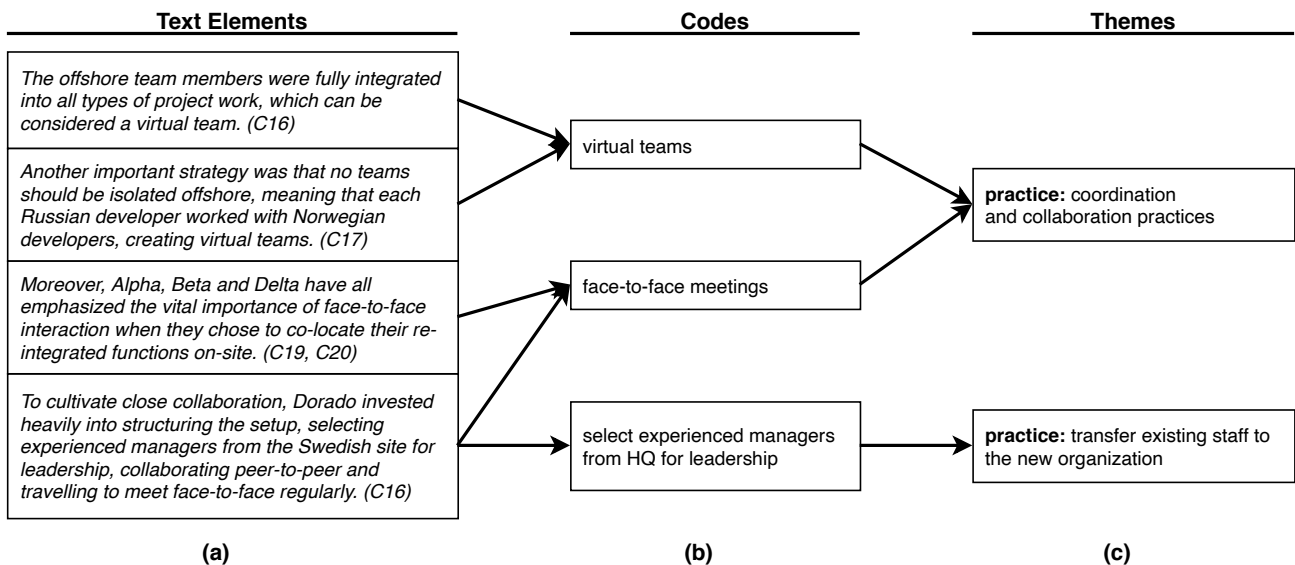 Text Elements
Codes
Themes
The offshore team members were fully integrated
into all types of project work, which can be
considered a virtual team. (C16)
Another important strategy was that no teams
should be isolated offshore, meaning that each
Russian developer worked with Norwegian
developers, creating virtual teams. (C17)
Moreover, Alpha, Beta and Delta have all
emphasized the vital importance of face-to-face
interaction when they chose to co-locate their re-
integrated functions on-site. (C19, C20)
To cultivate close collaboration, Dorado invested
heavily into structuring the setup, selecting
experienced managers from the Swedish site for
leadership, collaborating peer-to-peer and
travelling to meet face-to-face regularly. (C16)
virtual teams
face-to-face meetings
select experienced managers
from HQ for leadership
practice: coordination
and collaboration practices
practice: transfer existing staff to
the new organization
(a)
(b)
(c)